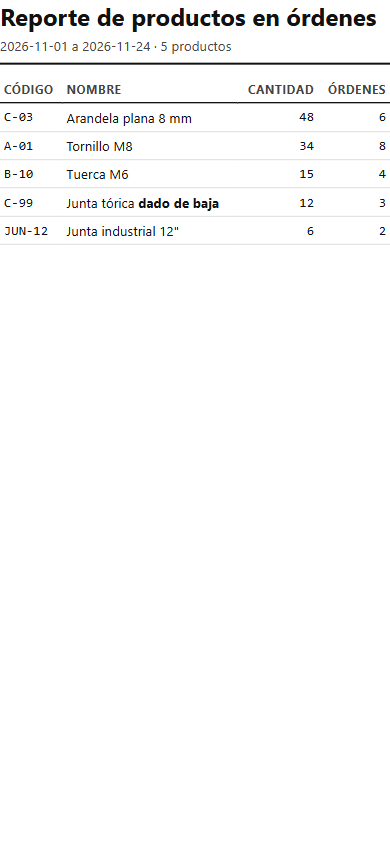 Reporte de productos en órdenes
2026-11-01 a 2026-11-24 · 5 productos
CÓDIGO NOMBRE CANTIDAD ÓRDENES
C-03 Arandela plana 8 mm 48 6
A-01 Tornillo M8 34 8
B-10 Tuerca M6 15 4
C-99 Junta tórica dado de baja 12 3
JUN-12 Junta industrial 12" 6 2